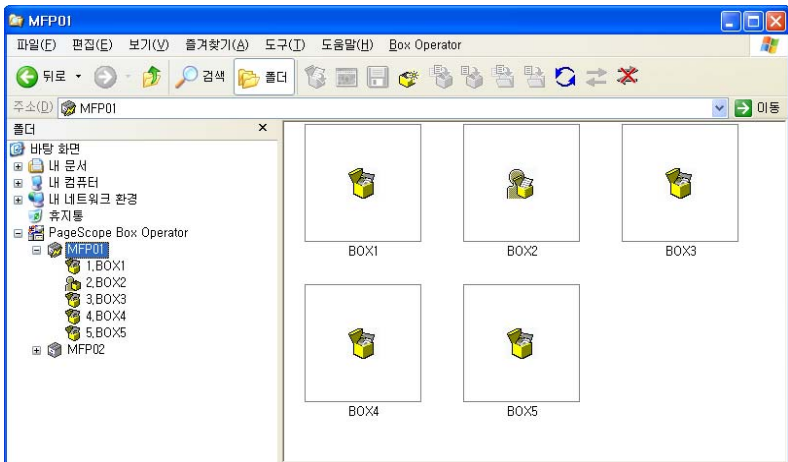 MFP01
파일(F) 편집(E) 보기(V) 즐겨찾기(A) 도구(T) 도움말(H) Box Operator
뒤로 검색 폴더
주소(D) MFP01 이동
폴더
바탕 화면
내 문서
내 컴퓨터
내 네트워크 환경
휴지통
PageScope Box Operator
MFP01
1,BOX1
2,BOX2
3,BOX3
4,BOX4
5,BOX5
MFP02
BOX1 BOX2 BOX3
BOX4 BOX5